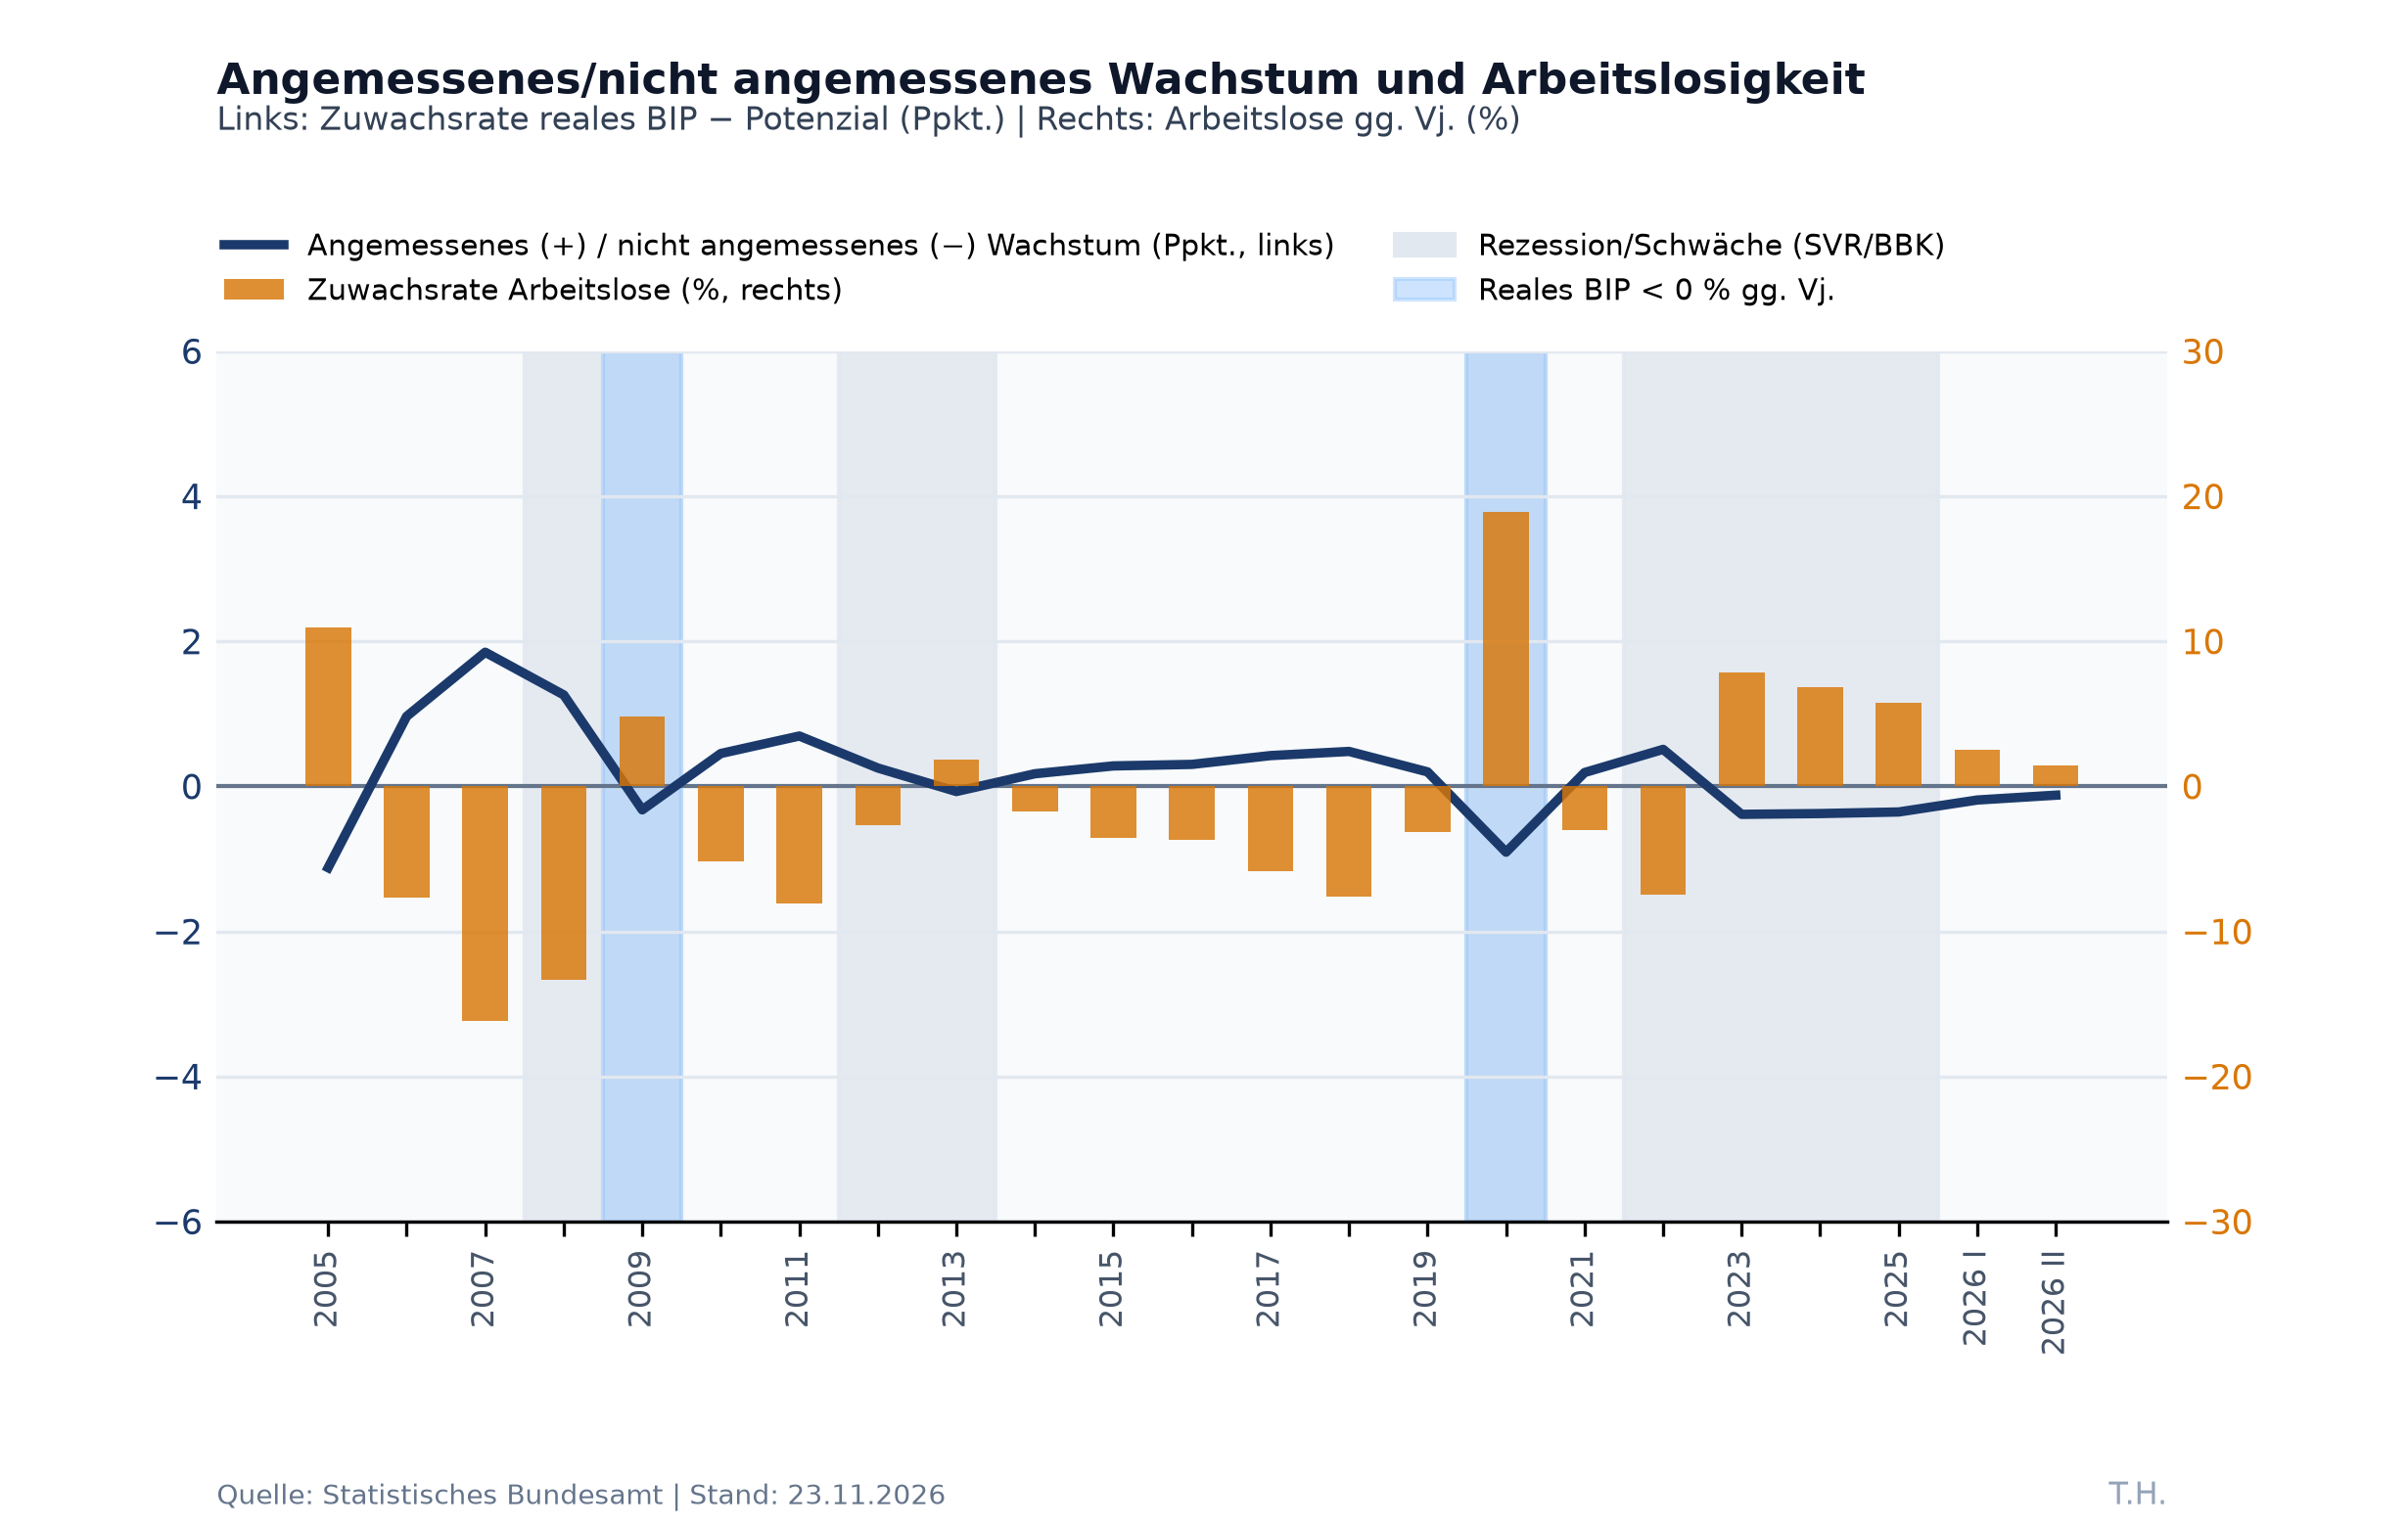 Angemessenes/nicht angemessenes Wachstum und Arbeitslosigkeit
Links: Zuwachsrate reales BIP − Potenzial (Ppkt.) | Rechts: Arbeitslose gg. Vj. (%)
Angemessenes (+) / nicht angemessenes (−) Wachstum (Ppkt., links)
Zuwachsrate Arbeitslose (%, rechts)
Rezession/Schwäche (SVR/BBK)
Reales BIP < 0 % gg. Vj.
6 30
4 20
2 10
0 0
−2 −10
−4 −20
−6 −30
2005 2007 2009 2011 2013 2015 2017 2019 2021 2023 2025 2026 I 2026 II
Quelle: Statistisches Bundesamt | Stand: 23.11.2026
T.H.